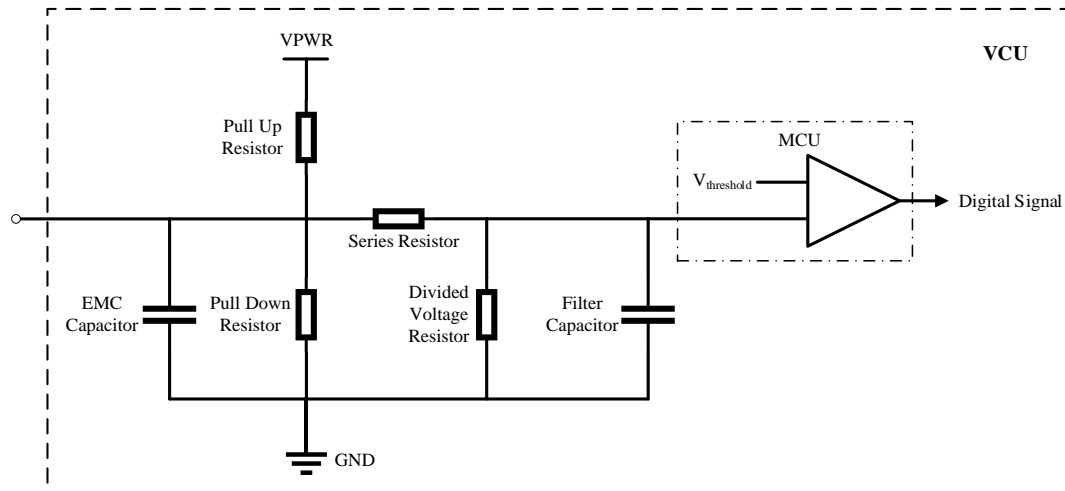 VPWR
VCU
Pull Up
Resistor
MCU
Vthreshold
Digital Signal
Series Resistor
EMC
Capacitor
Pull Down
Resistor
Divided
Voltage
Resistor
Filter
Capacitor
GND